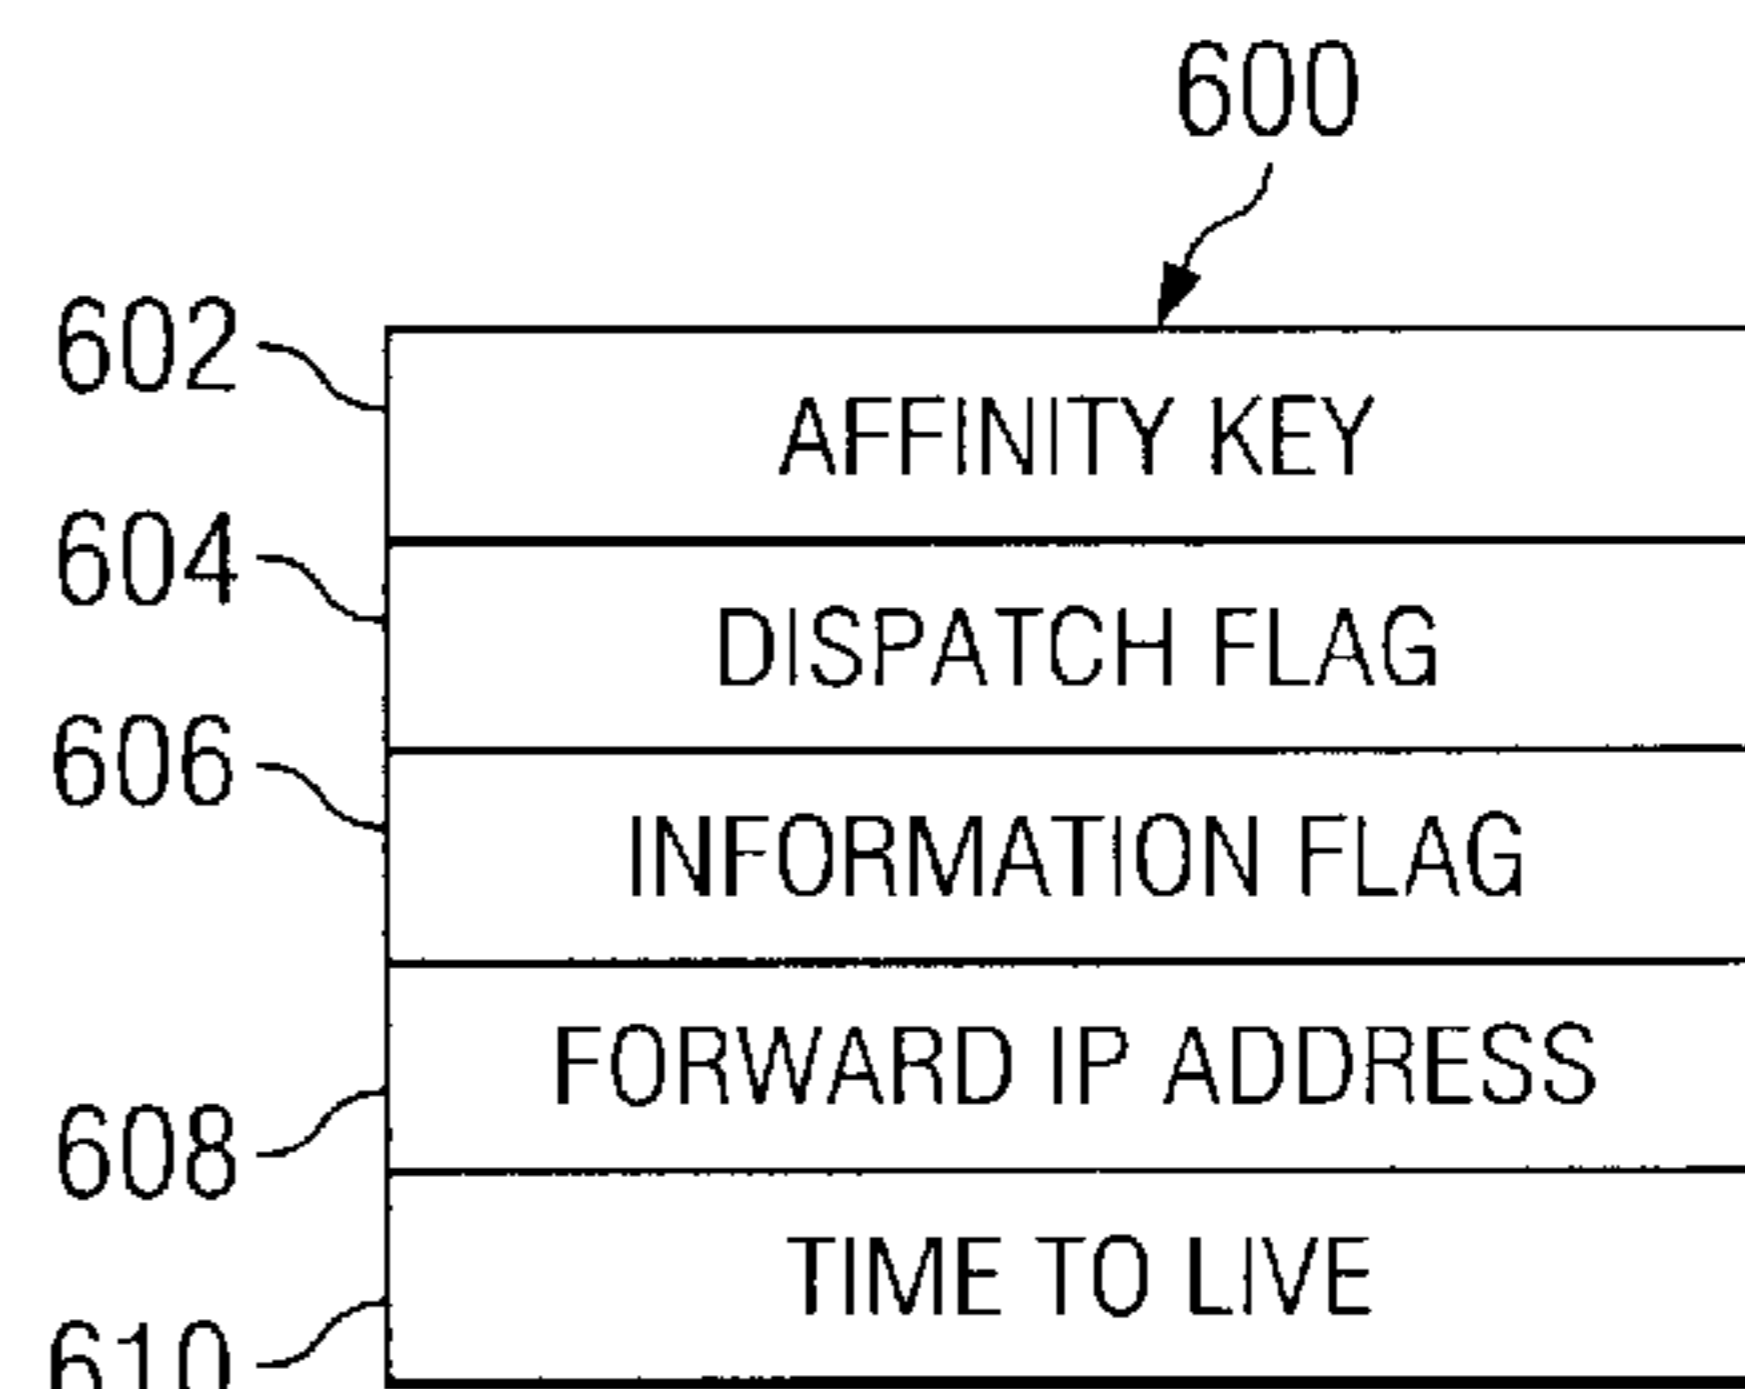 600
602
AFFINITY KEY
604
DISPATCH FLAG
606
INFORMATION FLAG
FORWARD IP ADDRESS
608
TIME TO LIVE
610